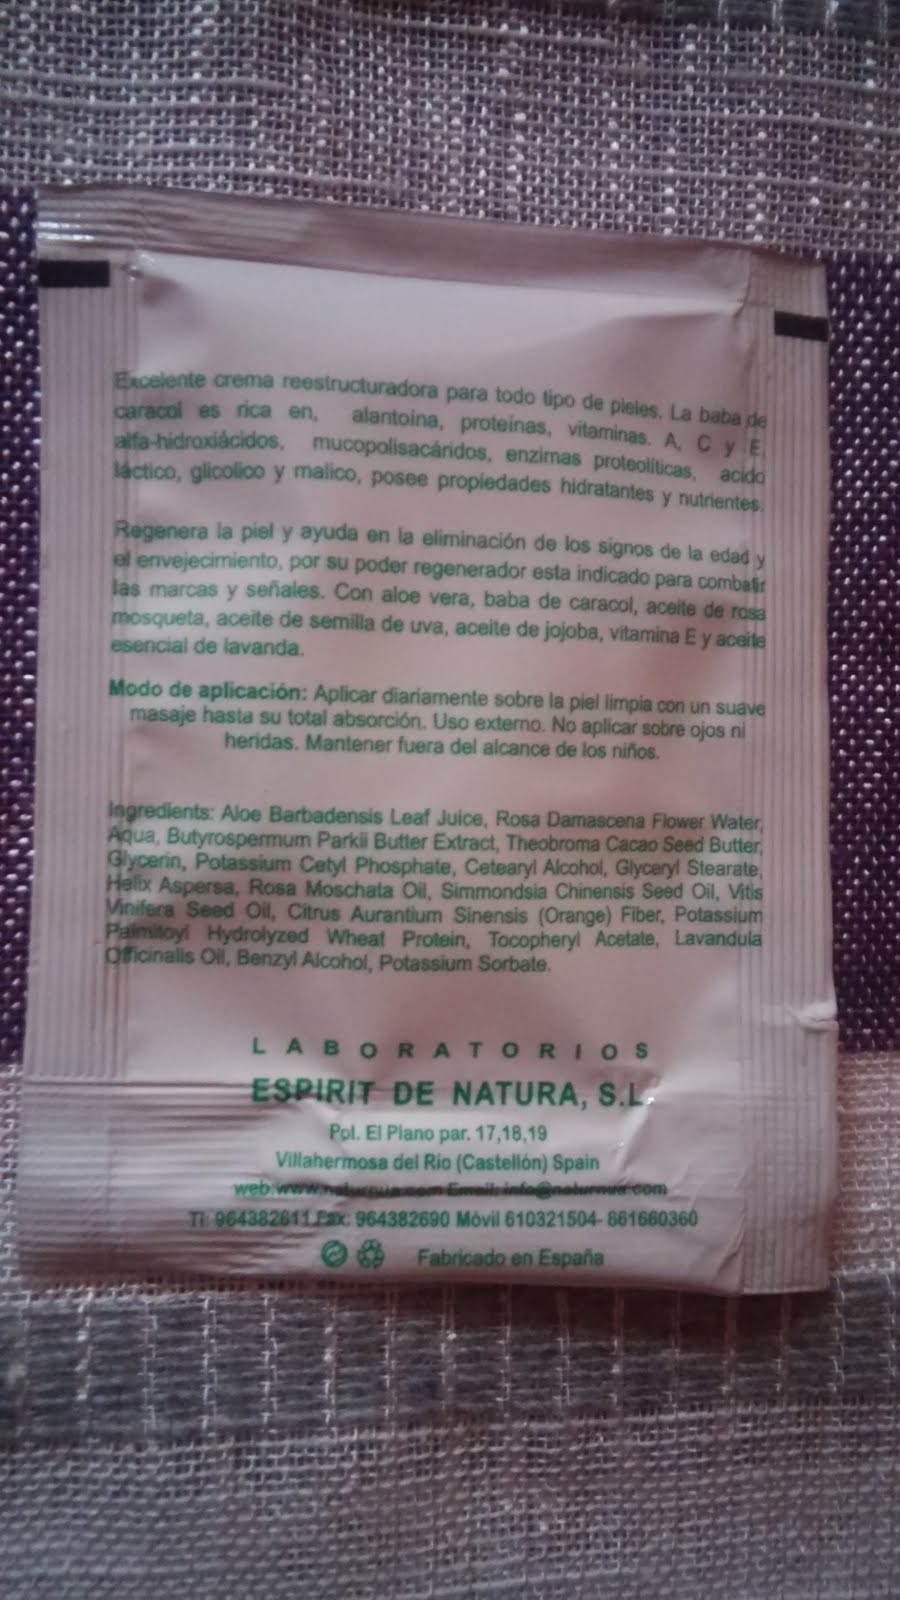 Excelente crema reestructuradora para todo tipo de pieles. La baba de
caracol es rica en, alantoina, proteinas, vitaminas. A, C y E.
alfa-hidroxiácidos, mucopolisacáridos, enzimas proteolíticas, acido
láctico, glicolico y malico, posee propiedades hidratantes y nutrientes.
Regenera la piel y ayuda en la eliminación de los signos de la edad y
el envejecimiento, por su poder regenerador esta indicado para combatir
las marcas y señales. Con aloe vera, baba de caracol, aceite de rosa
mosqueta, aceite de semilla de uva, aceite de jojoba, vitamina E y aceite
esencial de lavanda.
Modo de aplicación: Aplicar diariamente sobre la piel limpia con un suave
masaje hasta su total absorción. Uso externo. No aplicar sobre ojos ni
heridas. Mantener fuera del alcance de los niños.
Ingredients: Aloe Barbadensis Leaf Juice, Rosa Damascena Flower Water,
Aqua, Butyrospermum Parkii Butter Extract, Theobroma Cacao Seed Butter,
Glycerin, Potassium Cetyl Phosphate, Cetearyl Alcohol, Glyceryl Stearate,
Helix Aspersa, Rosa Moschata Oil, Simmondsia Chinensis Seed Oil, Vitis
Vinifera Seed Oil, Citrus Aurantium Sinensis (Orange) Fiber, Potassium
Palmitoyl Hydrolyzed Wheat Protein, Tocopheryl Acetate, Lavandula
Officinalis Oil, Benzyl Alcohol, Potassium Sorbate.
LABORATORIOS
ESPIRIT DE NATURA, S.L.
Pol. El Plano par. 17,18,19
Villahermosa del Río (Castellón) Spain
web:www.naturnua.com Email: info@naturnua.com
Tl: 964382611 Fax: 964382690 Móvil 610321504- 661660360
Fabricado en España